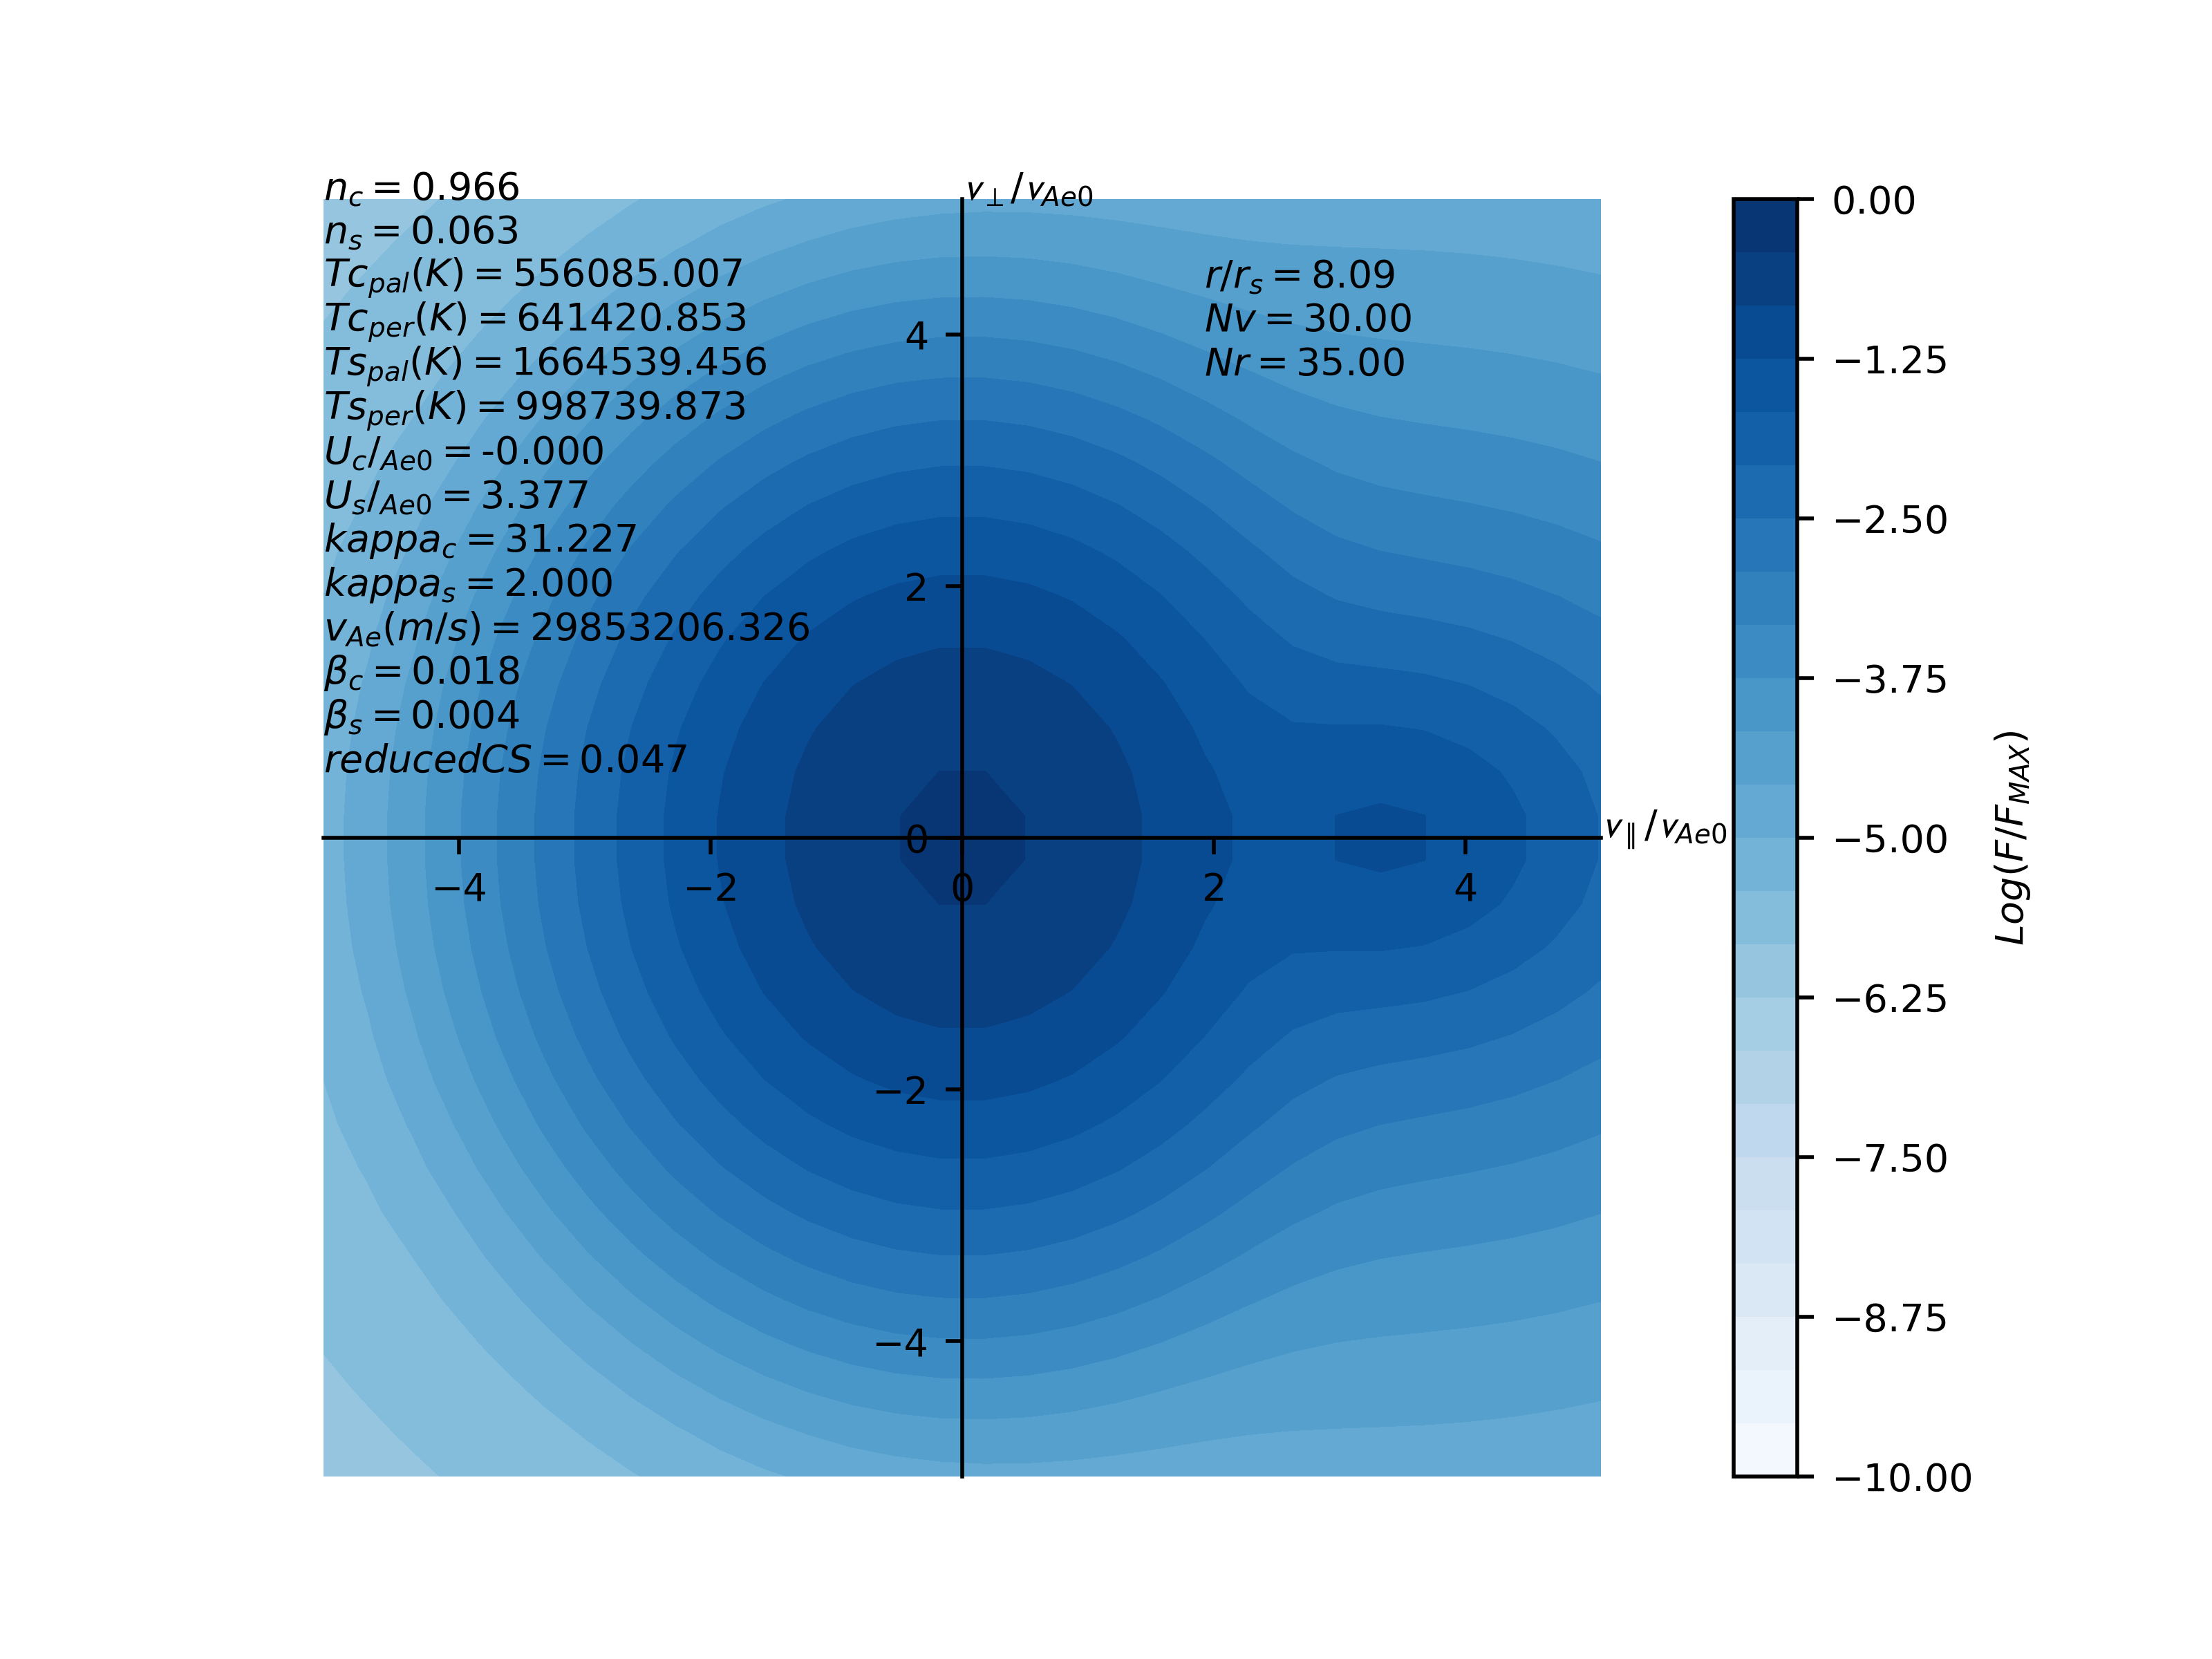 n_c = 0.966
n_s = 0.063
Tc_pal(K) = 556085.007
Tc_per(K) = 641420.853
Ts_pal(K) = 1664539.456
Ts_per(K) = 998739.873
U_c/_Ae0 = -0.000
U_s/_Ae0 = 3.377
kappa_c = 31.227
kappa_s = 2.000
v_Ae(m/s) = 29853206.326
β_c = 0.018
β_s = 0.004
reducedCS = 0.047
v_⊥/v_Ae0
r/r_s = 8.09
Nv = 30.00
Nr = 35.00
4
2
0
−2
−4
−4
−2
0
2
4
v_∥/v_Ae0
0.00
−1.25
−2.50
−3.75
−5.00
−6.25
−7.50
−8.75
−10.00
Log(F/F_MAX)